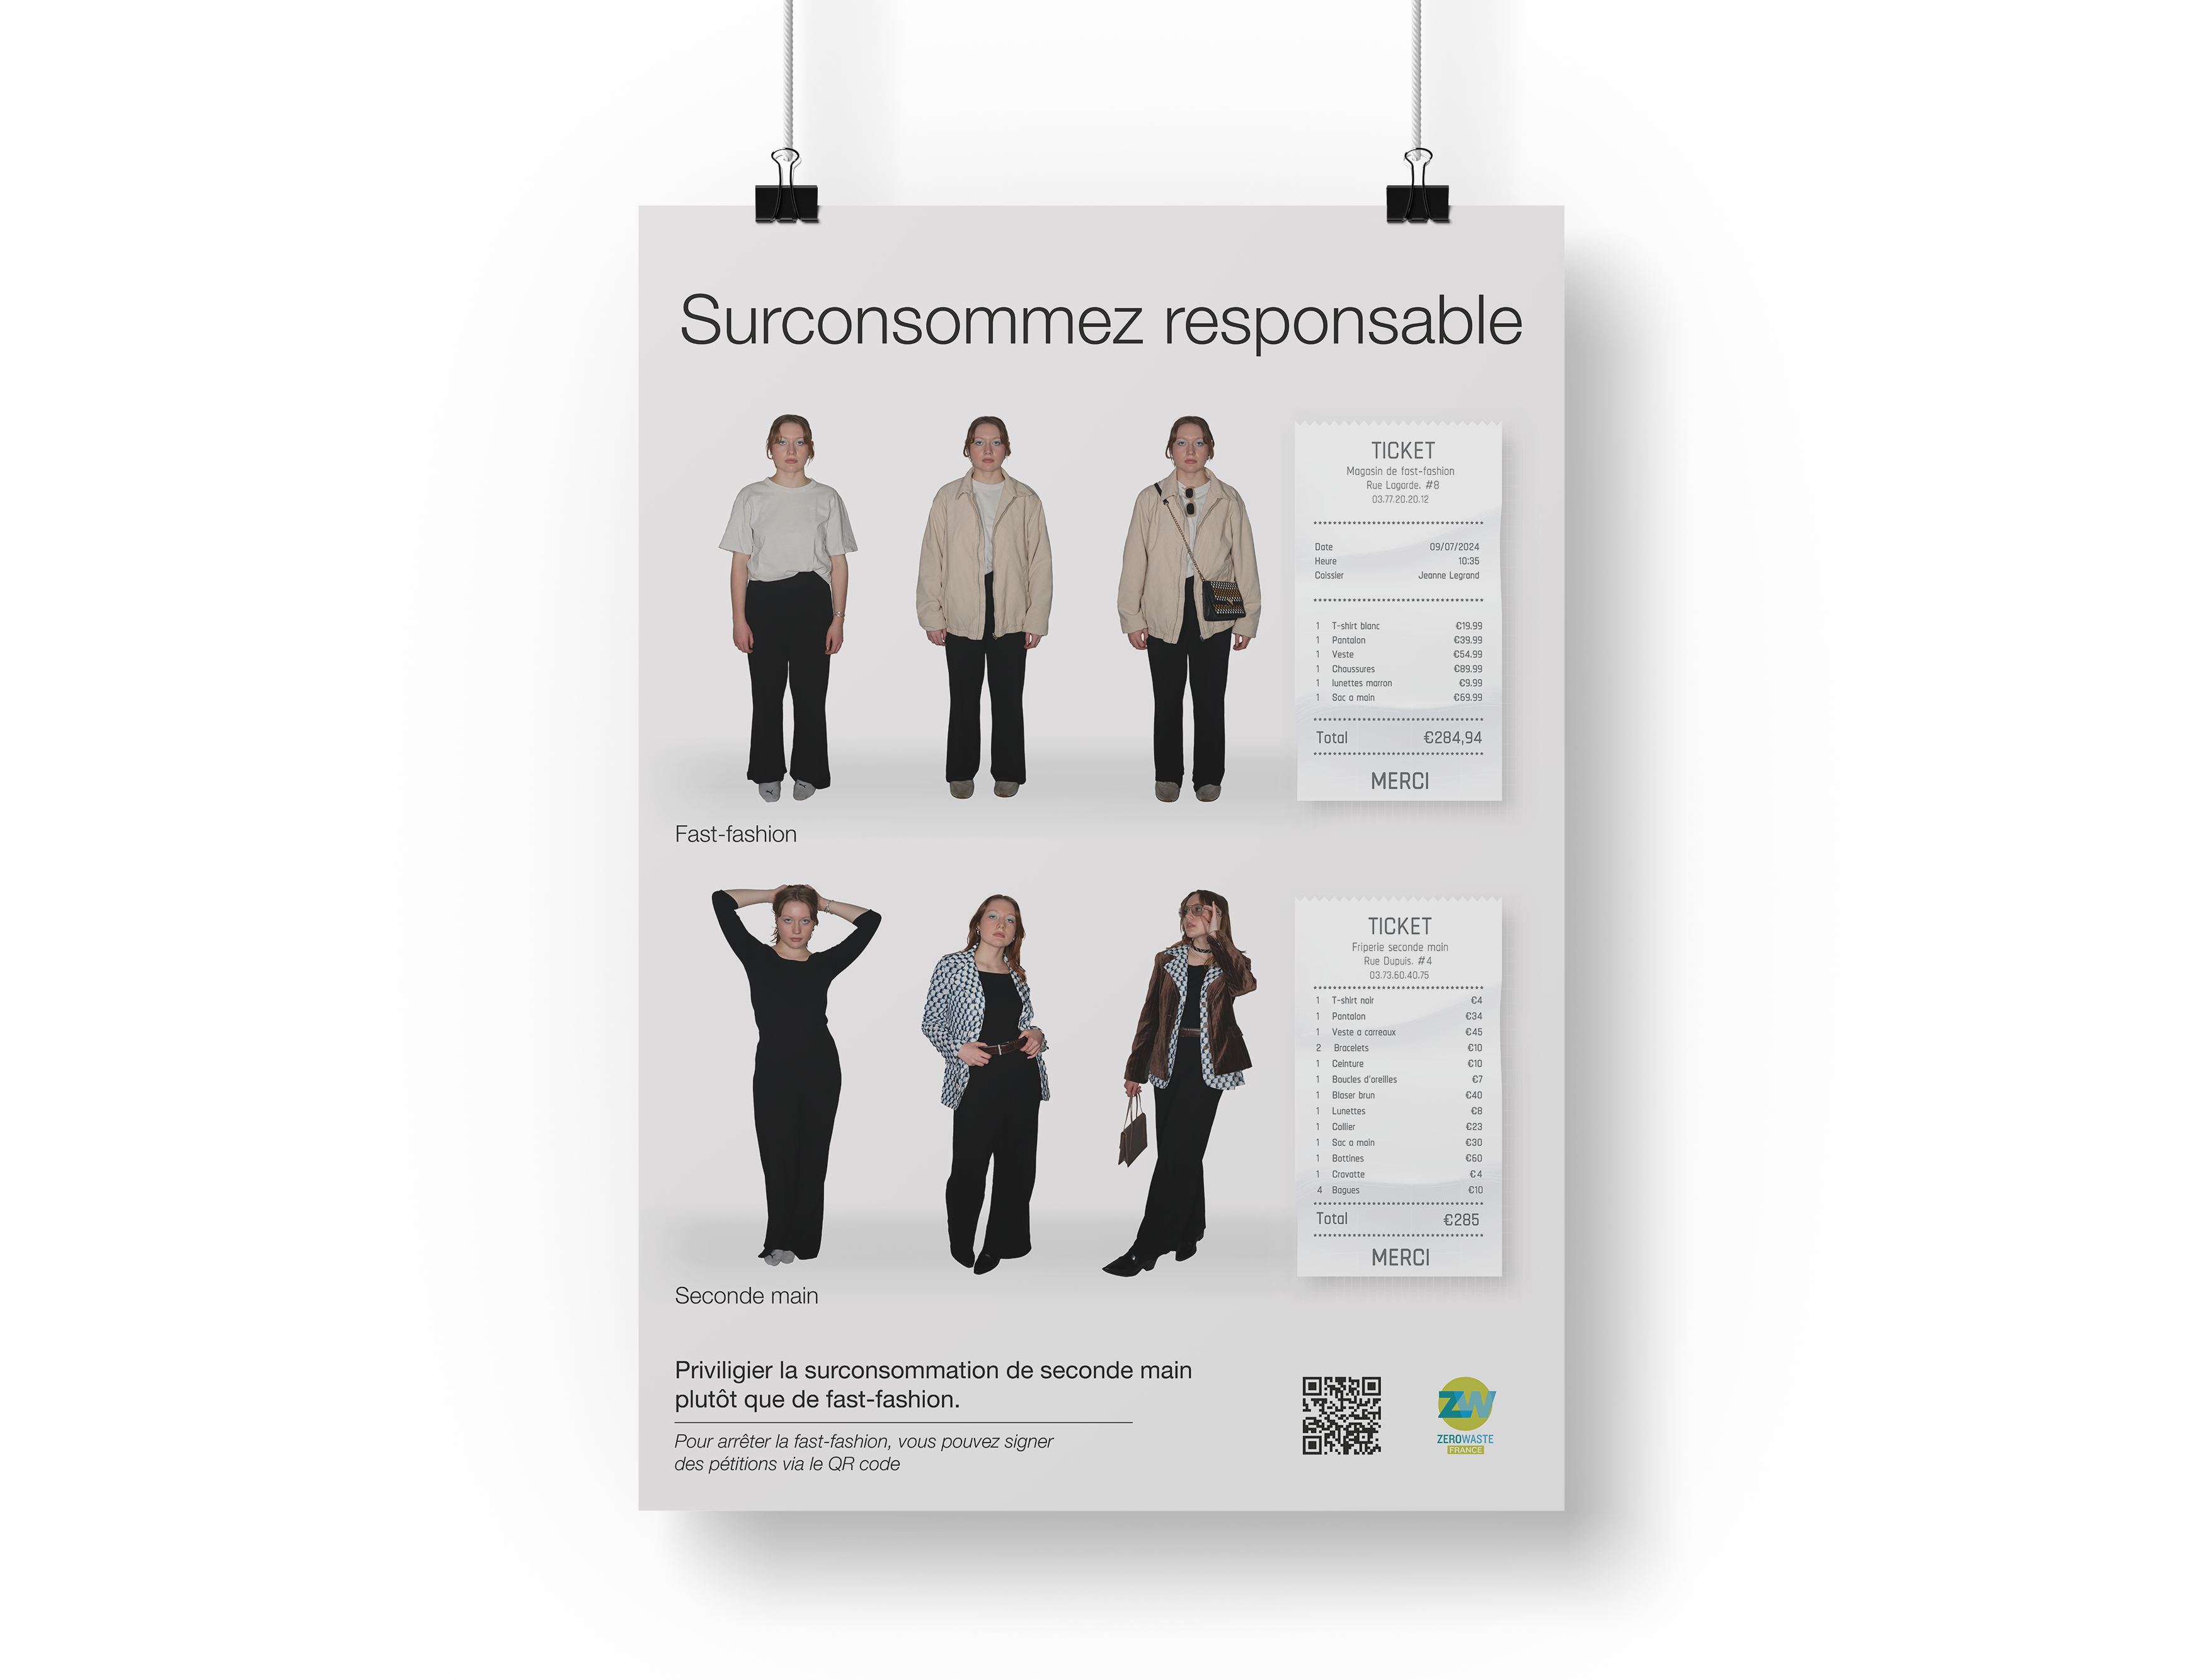 Surconsommez responsable
TICKET
Magasin de fast-fashion
Rue Lagarde. #8
03.77.20.20.12
Date 09/07/2024
Heure 10:35
Caissier Jeanne Legrand
1 T-shirt blanc €19.99
1 Pantalon €39.99
1 Veste €54.99
1 Chaussures €89.99
1 lunettes marron €9.99
1 Sac a main €69.99
Total €284,94
MERCI
Fast-fashion
TICKET
Friperie seconde main
Rue Dupuis. #4
03.73.60.40.75
1 T-shirt noir €4
1 Pantalon €34
1 Veste a carreaux €45
2 Bracelets €10
1 Ceinture €10
1 Boucles d'oreilles €7
1 Blaser brun €40
1 Lunettes €8
1 Collier €23
1 Sac a main €30
1 Bottines €60
1 Cravatte €4
4 Bagues €10
Total €285
MERCI
Seconde main
Priviligier la surconsommation de seconde main
plutôt que de fast-fashion.
Pour arrêter la fast-fashion, vous pouvez signer
des pétitions via le QR code
ZW
ZEROWASTE
FRANCE